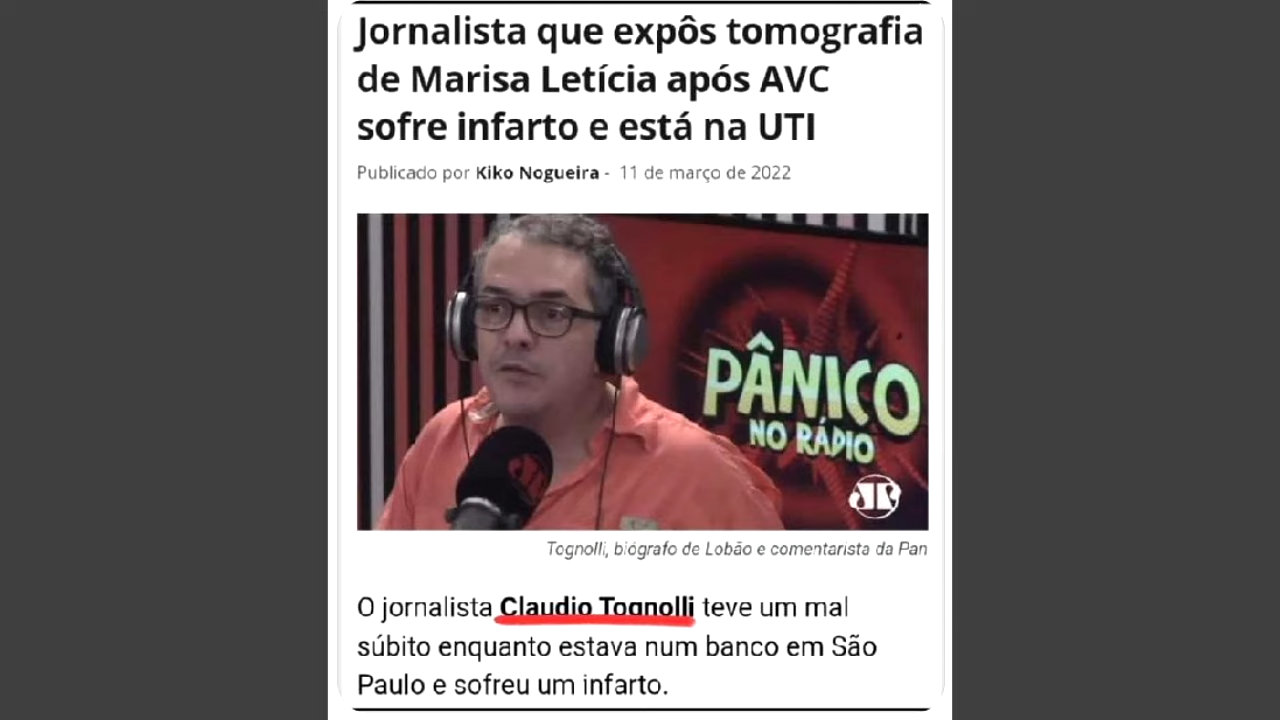 Jornalista que expôs tomografia
de Marisa Letícia após AVC
sofre infarto e está na UTI
Publicado por Kiko Nogueira - 11 de março de 2022
PÂNICO
NO RÁDIO
Tognolli, biógrafo de Lobão e comentarista da Pan
O jornalista Claudio Tognolli teve um mal
súbito enquanto estava num banco em São
Paulo e sofreu um infarto.